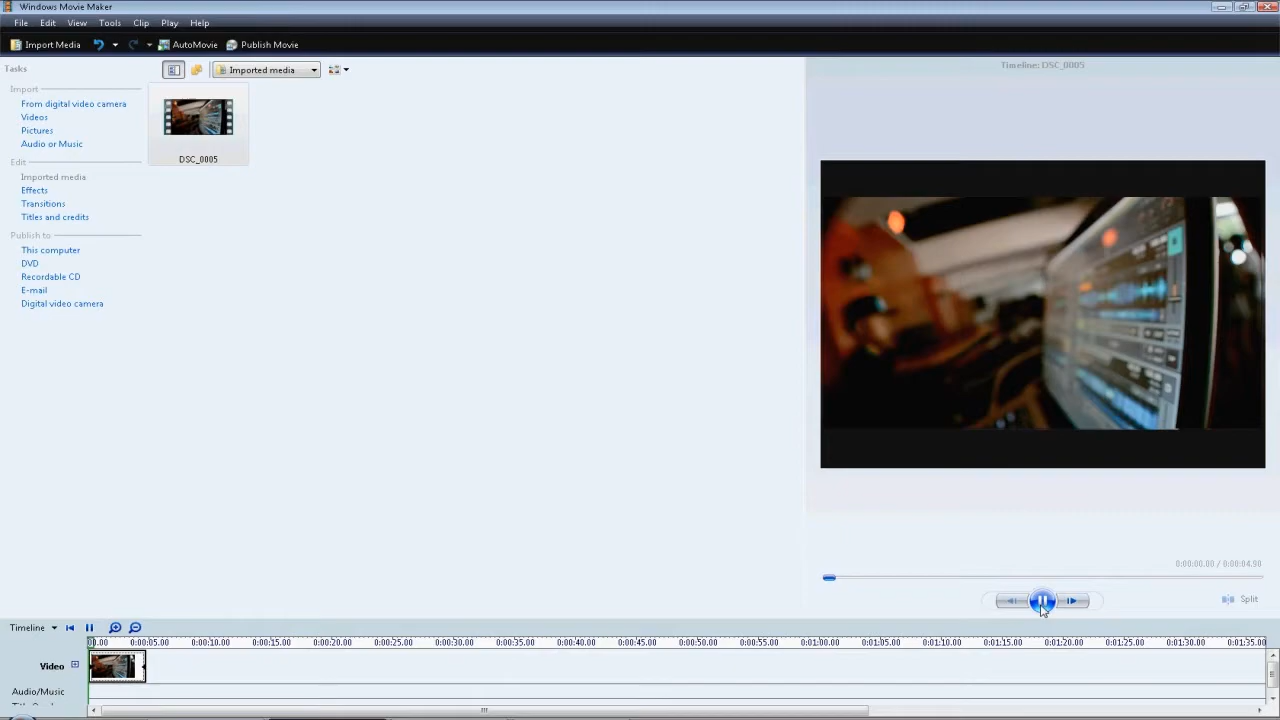 Windows Movie Maker
File Edit View Tools Clip Play Help
Import Media AutoMovie Publish Movie
Tasks
Imported media
Timeline: DSC_0005
Import
From digital video camera
Videos
Pictures
Audio or Music
DSC_0005
Edit
Imported media
Effects
Transitions
Titles and credits
Publish to
This computer
DVD
Recordable CD
E-mail
Digital video camera
0:00:00.00 / 0:00:04.90
Split
Timeline
00.00 0:00:05.00 0:00:10.00 0:00:15.00 0:00:20.00 0:00:25.00 0:00:30.00 0:00:35.00 0:00:40.00 0:00:45.00 0:00:50.00 0:00:55.00 0:01:00.00 0:01:05.00 0:01:10.00 0:01:15.00 0:01:20.00 0:01:25.00 0:01:30.00 0:01:35.00
Video
Audio/Music